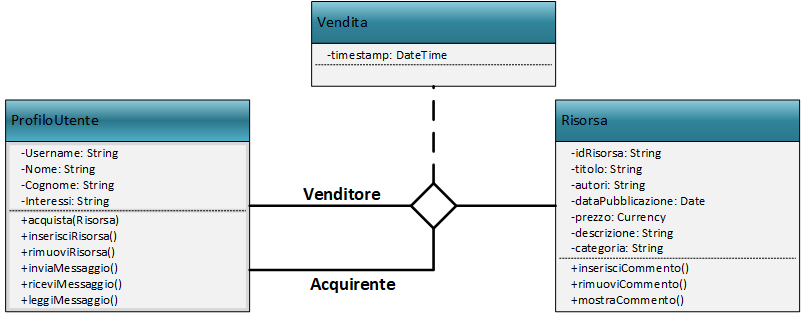 Vendita
-timestamp: DateTime
ProfiloUtente
-Username: String
-Nome: String
-Cognome: String
-Interessi: String
+acquista(Risorsa)
+inserisciRisorsa()
+rimuoviRisorsa()
+inviaMessaggio()
+riceviMessaggio()
+leggiMessaggio()
Venditore
Acquirente
Risorsa
-idRisorsa: String
-titolo: String
-autori: String
-dataPubblicazione: Date
-prezzo: Currency
-descrizione: String
-categoria: String
+inserisciCommento()
+rimuoviCommento()
+mostraCommento()